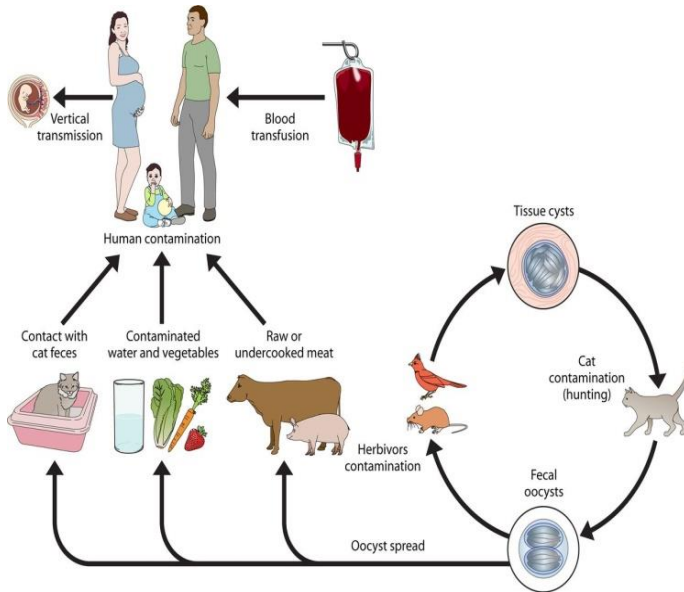 Vertical
transmission
Blood
transfusion
Human contamination
Tissue cysts
Contact with
cat feces
Contaminated
water and vegetables
Raw or
undercooked meat
Cat
contamination
(hunting)
Herbivors
contamination
Fecal
oocysts
Oocyst spread